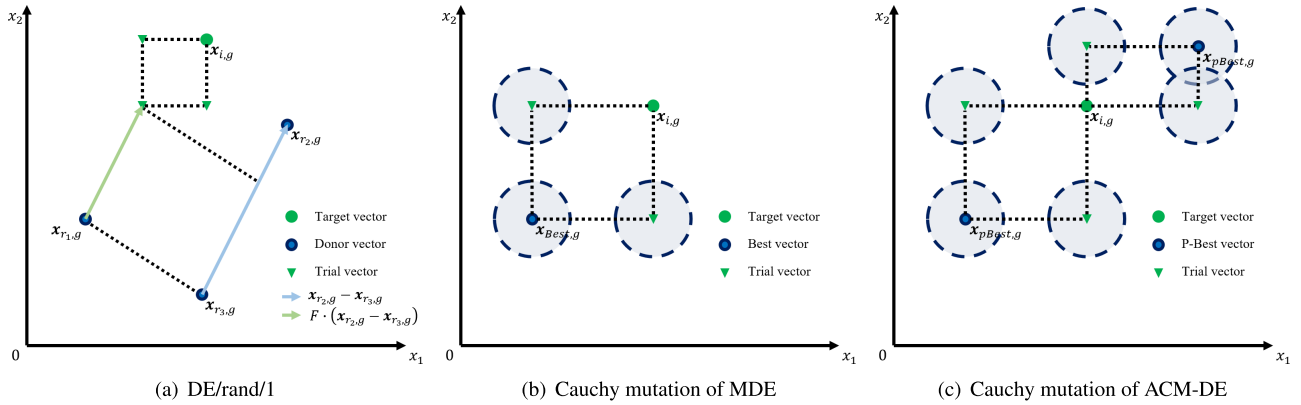 x₂
x_{i,g}
x_{r₂,g}
x_{r₁,g}
x_{r₃,g}
Target vector
Donor vector
Trial vector
x_{r₂,g} − x_{r₃,g}
F · (x_{r₂,g} − x_{r₃,g})
0
x₁
(a) DE/rand/1
x₂
x_{i,g}
x_{Best,g}
Target vector
Best vector
Trial vector
0
x₁
(b) Cauchy mutation of MDE
x₂
x_{pBest,g}
x_{i,g}
x_{pBest,g}
Target vector
P-Best vector
Trial vector
0
x₁
(c) Cauchy mutation of ACM-DE